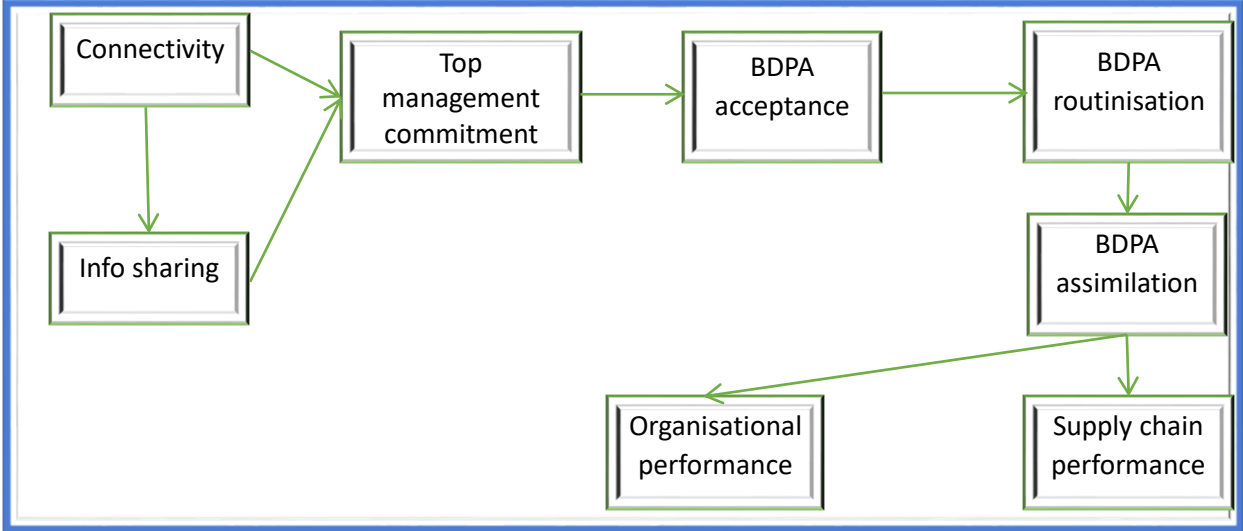 Connectivity
Top
management
commitment
BDPA
acceptance
BDPA
routinisation
Info sharing
BDPA
assimilation
Organisational
performance
Supply chain
performance